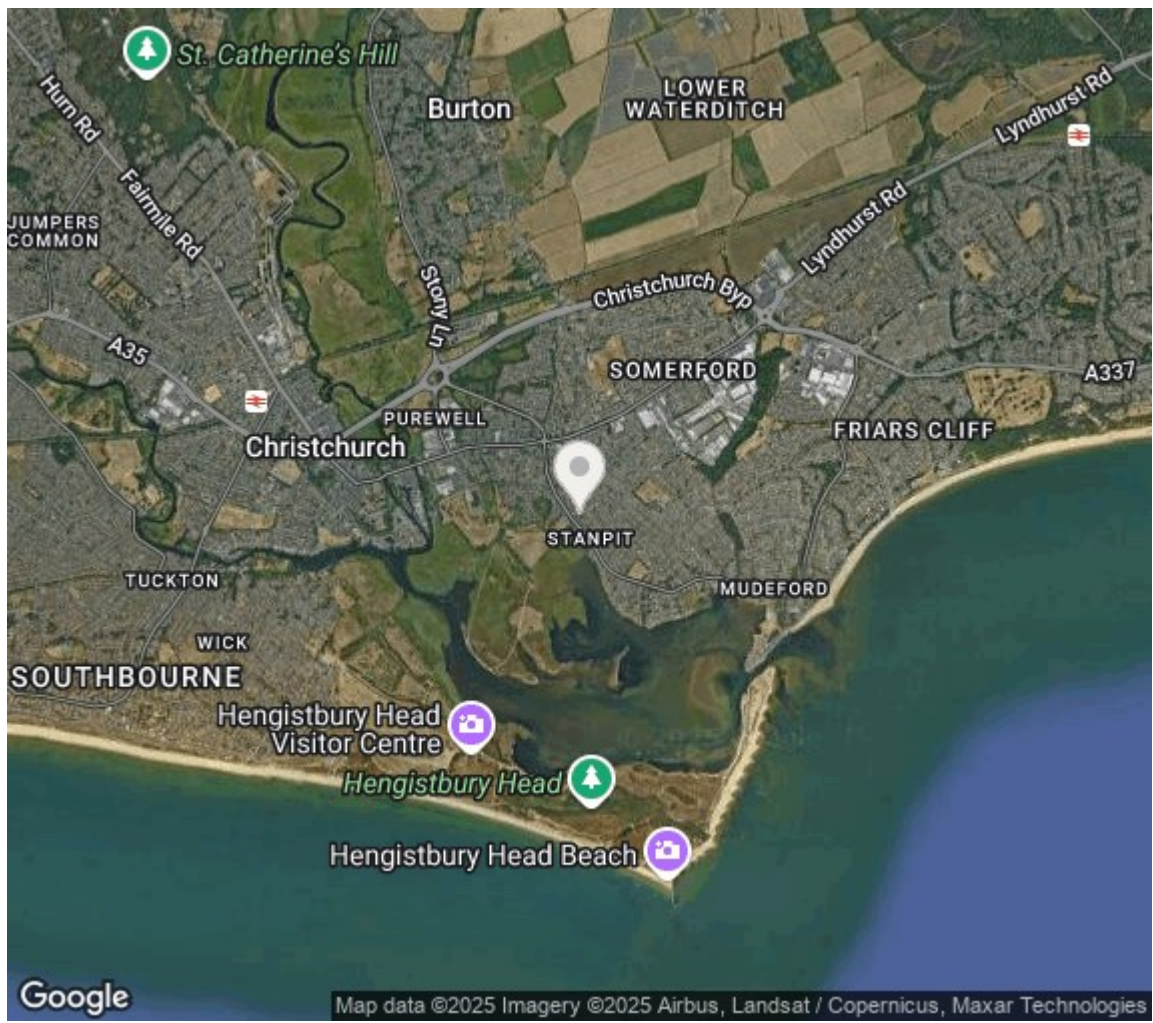 St. Catherine's Hill
Burton
LOWER
WATERDITCH
Lyndhurst Rd
Hurn Rd
Fairmile Rd
JUMPERS
COMMON
Lyndhurst Rd
Stony Ln
Christchurch Byp
A35
SOMERFORD
A337
PUREWELL
Christchurch
FRIARS CLIFF
STANPIT
TUCKTON
MUDEFORD
WICK
SOUTHBOURNE
Hengistbury Head
Visitor Centre
Hengistbury Head
Hengistbury Head Beach
Google
Map data ©2025 Imagery ©2025 Airbus, Landsat / Copernicus, Maxar Technologies